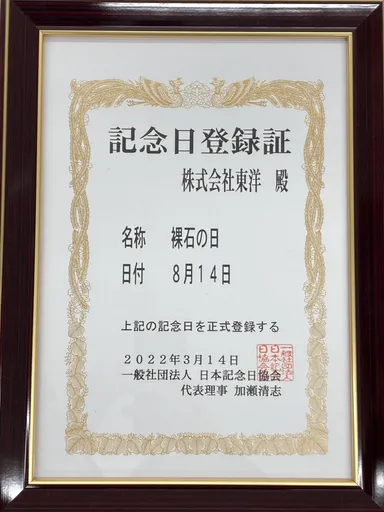 記念日登録証
株式会社東洋 殿
名称 裸石の日
日付 8月14日
上記の記念日を正式登録する
2022年3月14日
一般社団法人 日本記念日協会
代表理事 加瀬清志